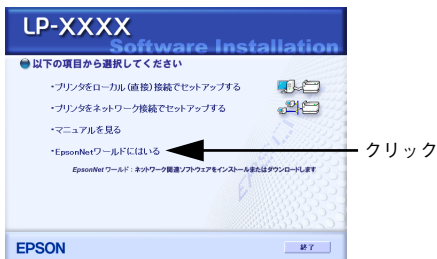 LP-XXXX
Software Installation
以下の項目から選択してください
・プリンタをローカル(直接)接続でセットアップする
・プリンタをネットワーク接続でセットアップする
・マニュアルを見る
・EpsonNetワールドにはいる
クリック
EpsonNetワールド：ネットワーク関連ソフトウェアをインストールまたはダウンロードします
EPSON
EPSON
終了